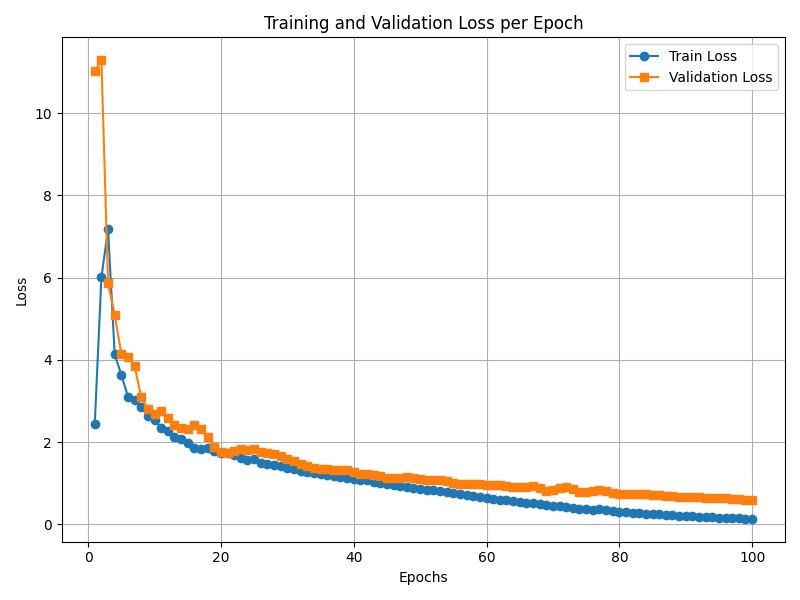 Training and Validation Loss per Epoch
Train Loss
Validation Loss
10
8
6
4
2
0
Loss
0 20 40 60 80 100
Epochs